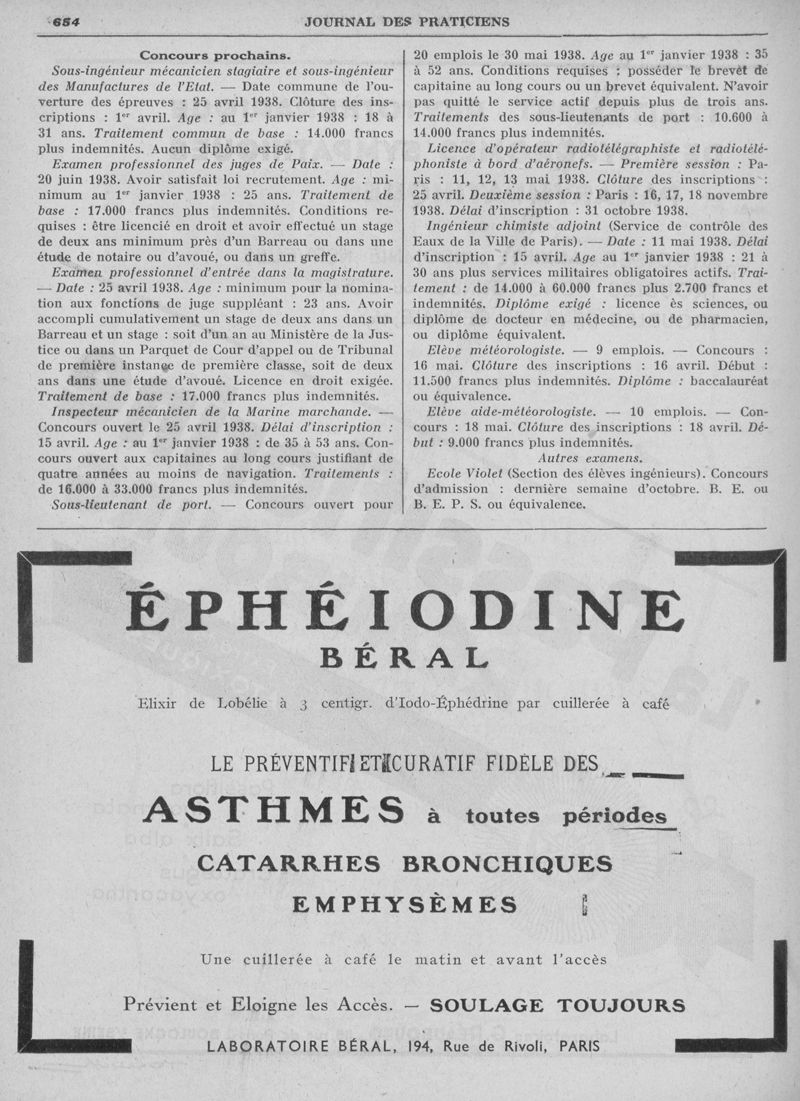 684
JOURNAL DES PRATICIENS
Concours prochains.
Sous-ingénieur mécanicien stagiaire et sous-ingénieur
des Manufactures de l'Etat. — Date commune de l'ou-
verture des épreuves : 25 avril 1938. Clôture des ins-
criptions : 1er avril. Age : au 1er janvier 1938 : 18 à
31 ans. Traitement commun de base : 14.000 francs
plus indemnités. Aucun diplôme exigé.
Examen professionnel des juges de Paix. — Date :
20 juin 1938. Avoir satisfait loi recrutement. Age : mi-
nimum au 1er janvier 1938 : 25 ans. Traitement de
base : 17.000 francs plus indemnités. Conditions re-
quises : être licencié en droit et avoir effectué un stage
de deux ans minimum près d'un Barreau ou dans une
étude de notaire ou d'avoué, ou dans un greffe.
Examen professionnel d'entrée dans la magistrature.
— Date : 25 avril 1938. Age : minimum pour la nomina-
tion aux fonctions de juge suppléant : 23 ans. Avoir
accompli cumulativement un stage de deux ans dans un
Barreau et un stage : soit d'un an au Ministère de la Jus-
tice ou dans un Parquet de Cour d'appel ou de Tribunal
de première instance de première classe, soit de deux
ans dans une étude d'avoué. Licence en droit exigée.
Traitement de base : 17.000 francs plus indemnités.
Inspecteur mécanicien de la Marine marchande. —
Concours ouvert le 25 avril 1938. Délai d'inscription :
15 avril. Age : au 1er janvier 1938 : de 35 à 53 ans. Con-
cours ouvert aux capitaines au long cours justifiant de
quatre années au moins de navigation. Traitements :
de 16.000 à 33.000 francs plus indemnités.
Sous-lieutenant de port. — Concours ouvert pour
20 emplois le 30 mai 1938. Age au 1er janvier 1938 : 35
à 52 ans. Conditions requises : posséder le brevet de
capitaine au long cours ou un brevet équivalent. N'avoir
pas quitté le service actif depuis plus de trois ans.
Traitements des sous-lieutenants de port : 10.600 à
14.000 francs plus indemnités.
Licence d'opérateur radiotélégraphiste et radiotélé-
phoniste à bord d'aéronefs. — Première session : Pa-
ris : 11, 12, 13 mai 1938. Clôture des inscriptions :
25 avril. Deuxième session : Paris : 16, 17, 18 novembre
1938. Délai d'inscription : 31 octobre 1938.
Ingénieur chimiste adjoint (Service de contrôle des
Eaux de la Ville de Paris). — Date : 11 mai 1938. Délai
d'inscription : 15 avril. Age au 1er janvier 1938 : 21 à
30 ans plus services militaires obligatoires actifs. Trai-
tement : de 14.000 à 60.000 francs plus 2.700 francs et
indemnités. Diplôme exigé : licence ès sciences, ou
diplôme de docteur en médecine, ou de pharmacien,
ou diplôme équivalent.
Elève météorologiste. — 9 emplois. — Concours :
16 mai. Clôture des inscriptions : 16 avril. Début :
11.500 francs plus indemnités. Diplôme : baccalauréat
ou équivalence.
Elève aide-météorologiste. — 10 emplois. — Con-
cours : 18 mai. Clôture des inscriptions : 18 avril. Dé-
but : 9.000 francs plus indemnités.
Autres examens.
Ecole Violet (Section des élèves ingénieurs). Concours
d'admission : dernière semaine d'octobre. B. E. ou
B. E. P. S. ou équivalence.
ÉPHÉIODINE
BÉRAL
Elixir de Lobélie à 3 centigr. d'Iodo-Éphédrine par cuillerée à café
LE PRÉVENTIF ET CURATIF FIDÈLE DES
ASTHMES à toutes périodes
CATARRHES BRONCHIQUES
EMPHYSÈMES
Une cuillerée à café le matin et avant l'accès
Prévient et Eloigne les Accès. — SOULAGE TOUJOURS
LABORATOIRE BÉRAL, 194, Rue de Rivoli, PARIS